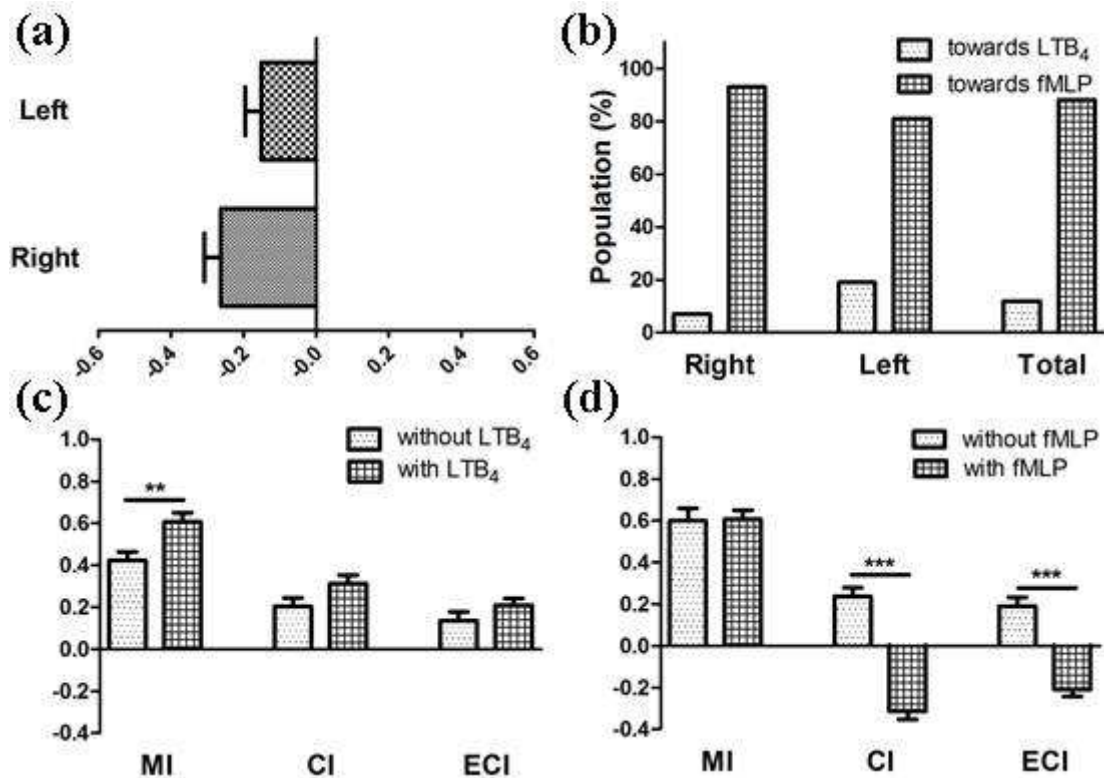 (a)
Left
Right
-0.6
-0.4
-0.2
-0.0
0.2
0.4
0.6
(b)
towards LTB₄
towards fMLP
Population (%)
100
80
60
40
20
0
Right Left Total
(c)
without LTB₄
with LTB₄
1.0
0.8
0.6
0.4
0.2
0.0
-0.2
-0.4
**
MI CI ECI
(d)
without fMLP
with fMLP
1.0
0.8
0.6
0.4
0.2
0.0
-0.2
-0.4
***
***
MI CI ECI